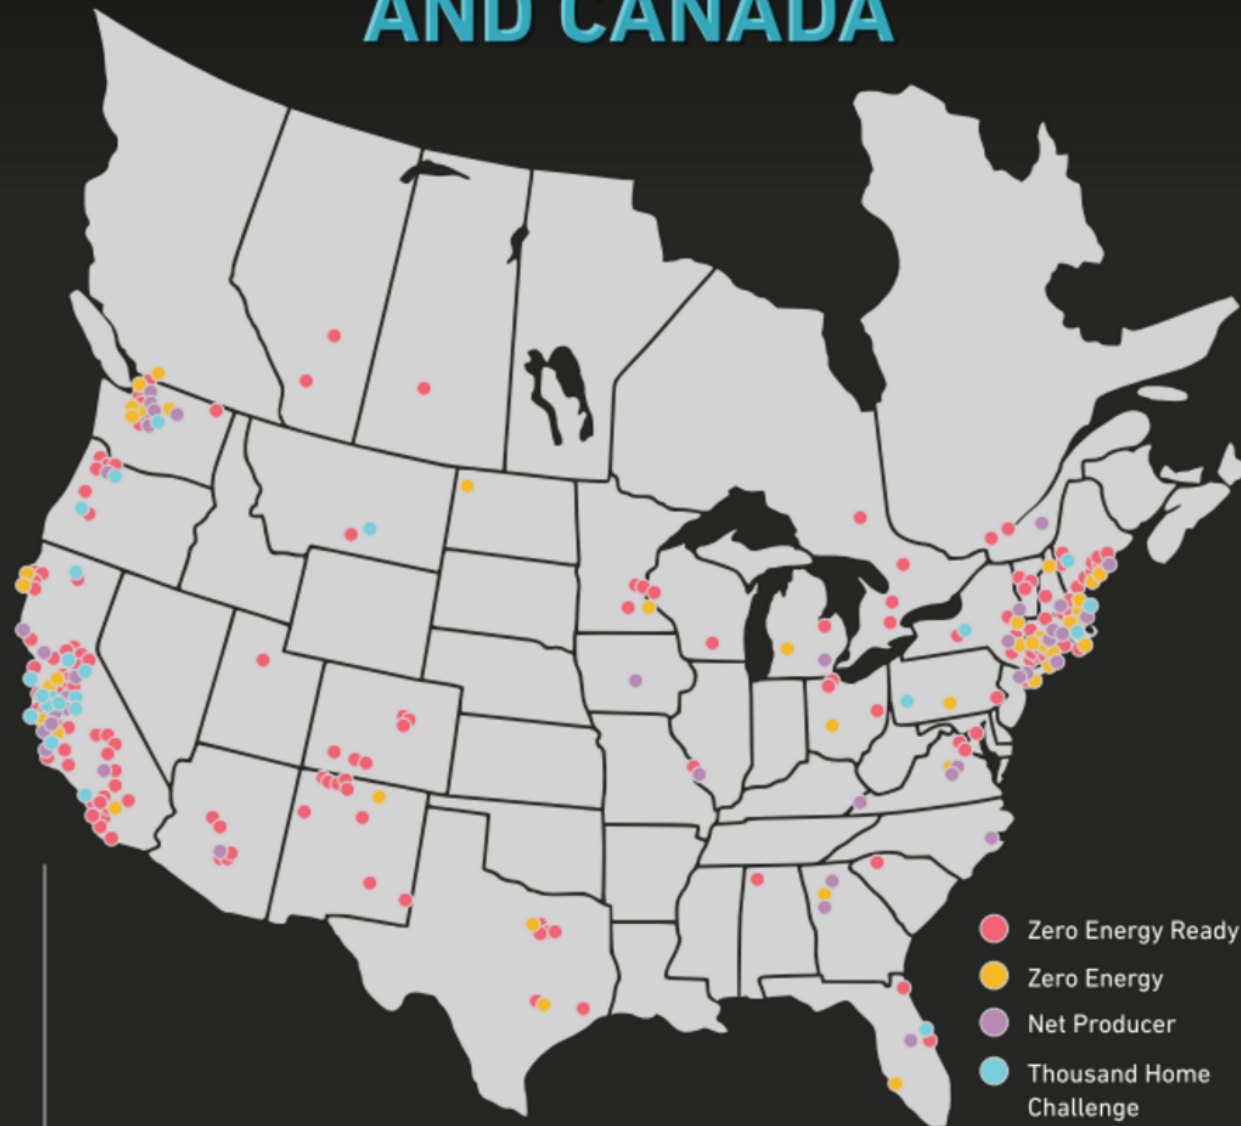 AND CANADA
Zero Energy Ready
Zero Energy
Net Producer
Thousand Home
Challenge